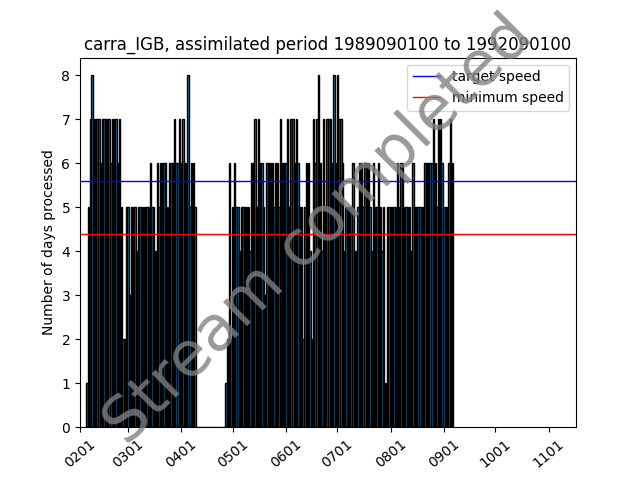 carra_IGB, assimilated period 1989090100 to 1992090100
target speed
minimum speed
Stream completed
Number of days processed
8
7
6
5
4
3
2
1
0
0201 0301 0401 0501 0601 0701 0801 0901 1001 1101